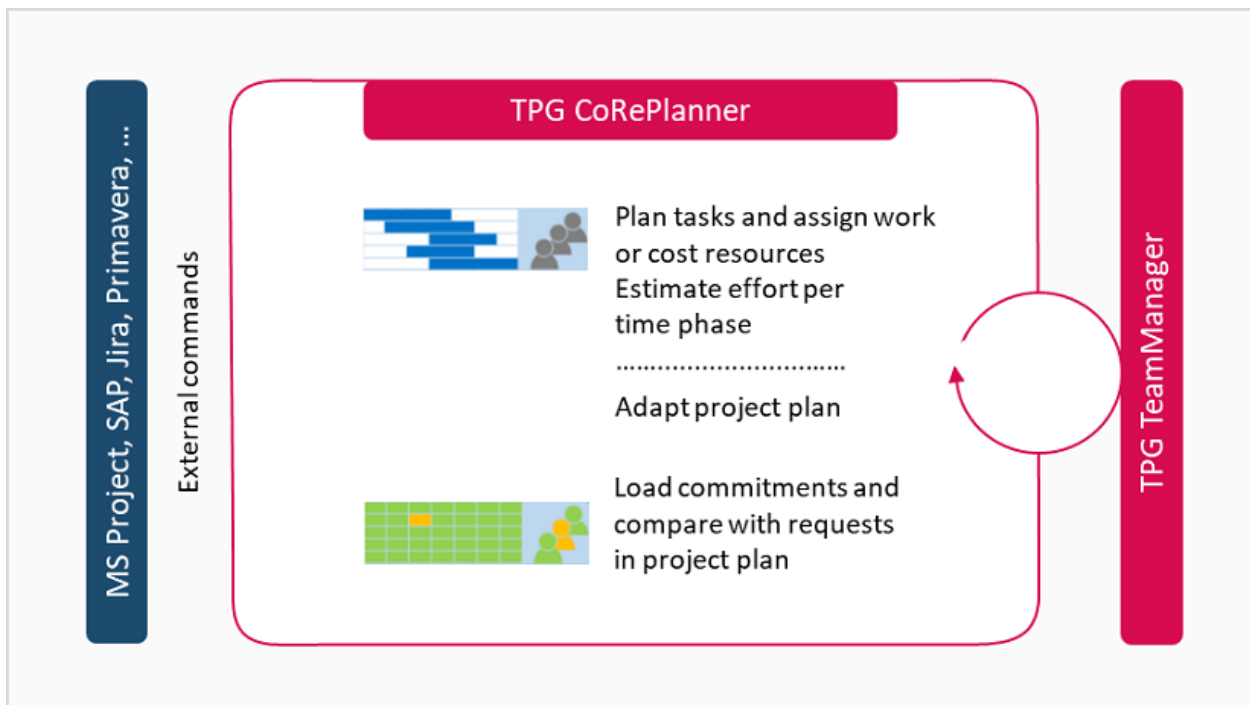 MS Project, SAP, Jira, Primavera, ...
External commands
TPG CoRePlanner
Plan tasks and assign work
or cost resources
Estimate effort per
time phase
................................
Adapt project plan
Load commitments and
compare with requests
in project plan
TPG TeamManager